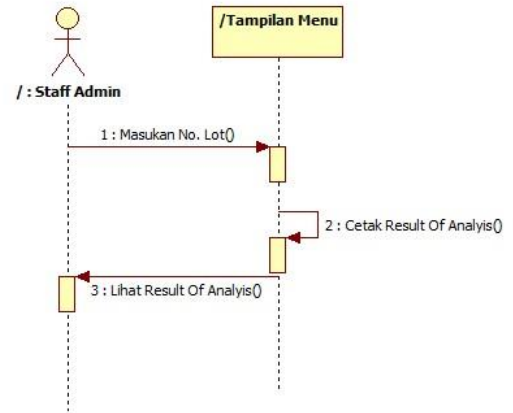 /Tampilan Menu
/ : Staff Admin
1 : Masukan No. Lot()
2 : Cetak Result Of Analyis()
3 : Lihat Result Of Analyis()